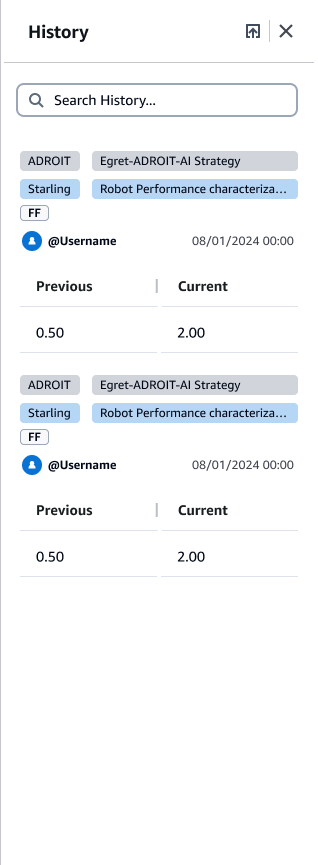 History
Search History...
ADROIT Egret-ADROIT-AI Strategy
Starling Robot Performance characteriza...
FF
@Username 08/01/2024 00:00
Previous Current
0.50 2.00
ADROIT Egret-ADROIT-AI Strategy
Starling Robot Performance characteriza...
FF
@Username 08/01/2024 00:00
Previous Current
0.50 2.00